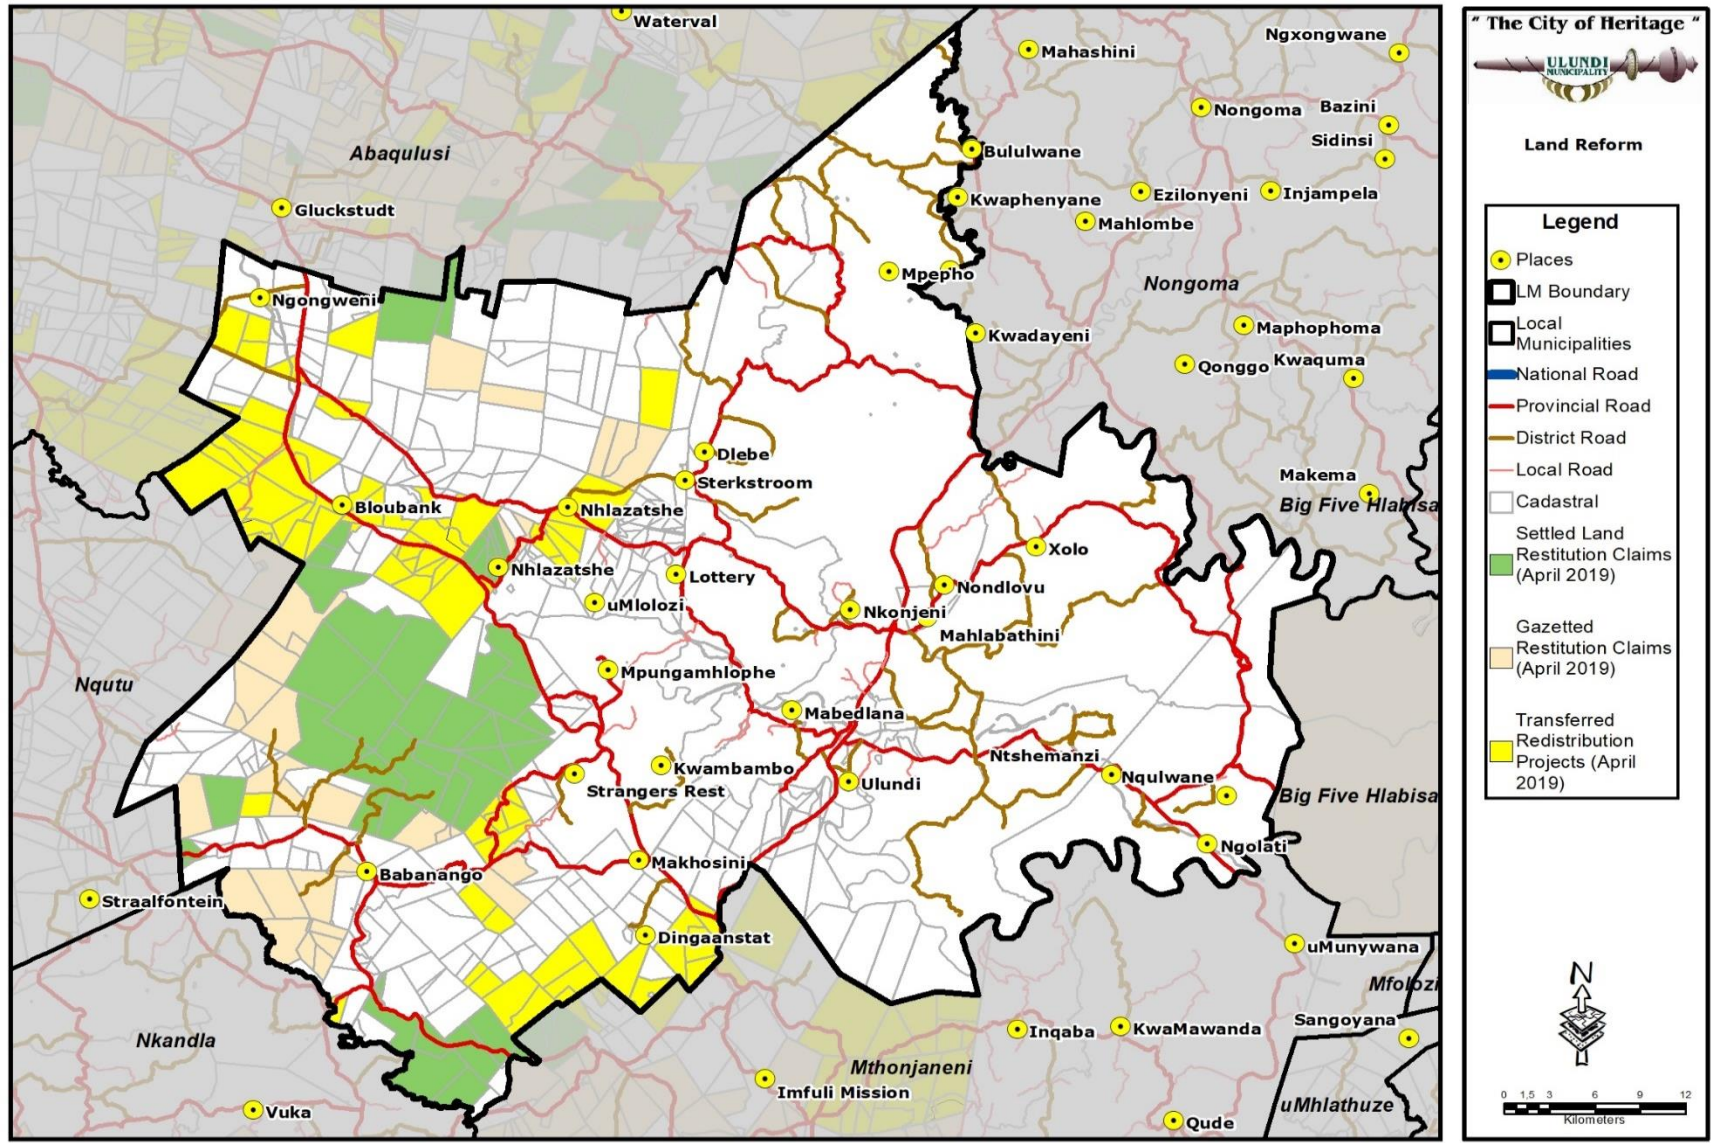 Waterval
Mahashini
Ngxongwane
Nongoma
Bazini
Sidinsi
Abaqulusi
Bululwane
Gluckstudt
Kwaphenyane
Ezilonyeni
Injampela
Mahlombe
Mpepho
Nongoma
Ngongweni
Kwadayeni
Maphophoma
Qonggo
Kwaquma
Dlebe
Sterkstroom
Makema
Big Five Hlabisa
Bloubank
Nhlazatshe
Xolo
Nhlazatshe
Lottery
Nondlovu
uMlolozi
Nkonjeni
Mahlabathini
Nqutu
Mpungamhlophe
Mabedlana
Ntshemanzi
Kwambambo
Nqulwane
Strangers Rest
Ulundi
Big Five Hlabisa
Ngolati
Makhosini
Babanango
Straalfontein
Dingaanstat
uMunywana
Mfolozi
Sangoyana
Inqaba
KwaMawanda
Nkandla
Mthonjaneni
Imfuli Mission
uMhlathuze
Vuka
Qude
" The City of Heritage "
ULUNDI
MUNICIPALITY
Land Reform
Legend
Places
LM Boundary
Local
Municipalities
National Road
Provincial Road
District Road
Local Road
Cadastral
Settled Land
Restitution Claims
(April 2019)
Gazetted
Restitution Claims
(April 2019)
Transferred
Redistribution
Projects (April
2019)
N
0 1,5 3 6 9 12
Kilometers